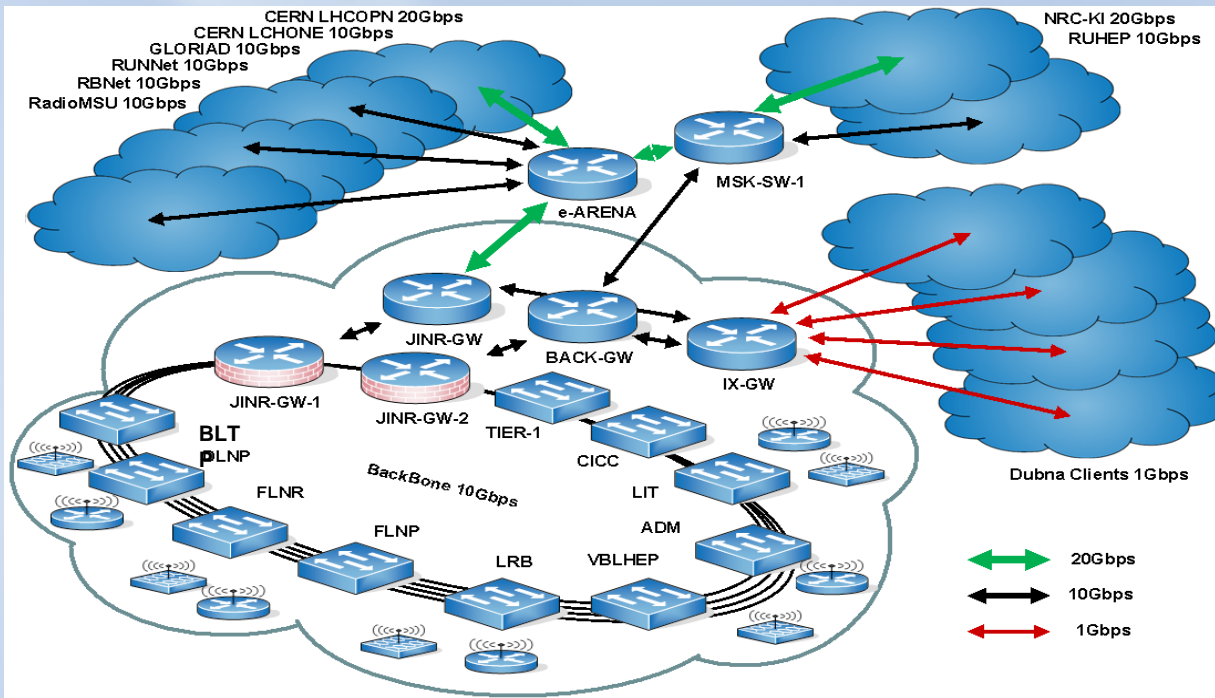 CERN LHCOPN 20Gbps
CERN LCHONE 10Gbps
GLORIAD 10Gbps
RUNNet 10Gbps
RBNet 10Gbps
RadioMSU 10Gbps
NRC-KI 20Gbps
RUHEP 10Gbps
MSK-SW-1
e-ARENA
JINR-GW
BACK-GW
IX-GW
JINR-GW-1
JINR-GW-2
TIER-1
CICC
LIT
ADM
VBLHEP
LRB
FLNP
FLNR
BLT
P
DLNP
BackBone 10Gbps
Dubna Clients 1Gbps
20Gbps
10Gbps
1Gbps